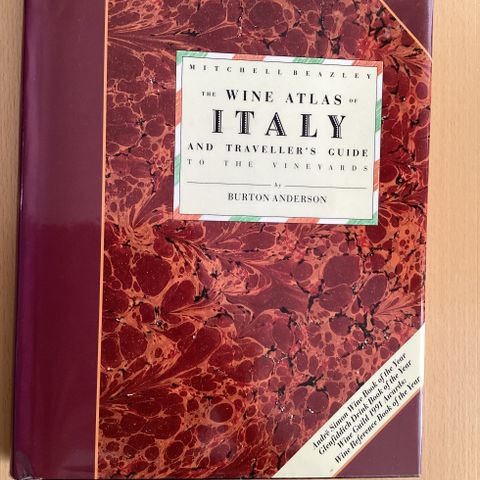 MITCHELL BEAZLEY
THE WINE ATLAS OF
ITALY
AND TRAVELLER'S GUIDE
TO THE VINEYARDS
by
BURTON ANDERSON
André Simon Wine Book of the Year
Glenfiddich Drink Book of the Year
Wine Guild 1991 Awards:
Wine Reference Book of the Year